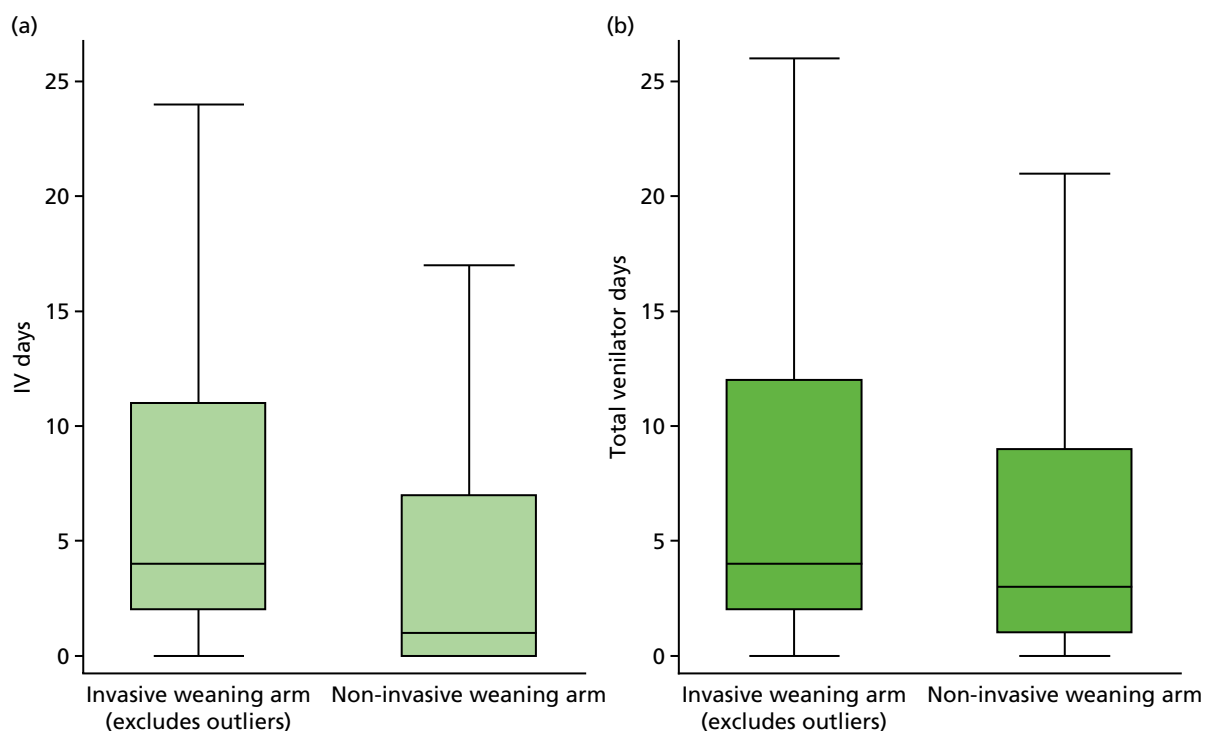 (a)
25
20
15
10
5
0
IV days
Invasive weaning arm
(excludes outliers)
Non-invasive weaning arm
(b)
25
20
15
10
5
0
Total venilator days
Invasive weaning arm
(excludes outliers)
Non-invasive weaning arm